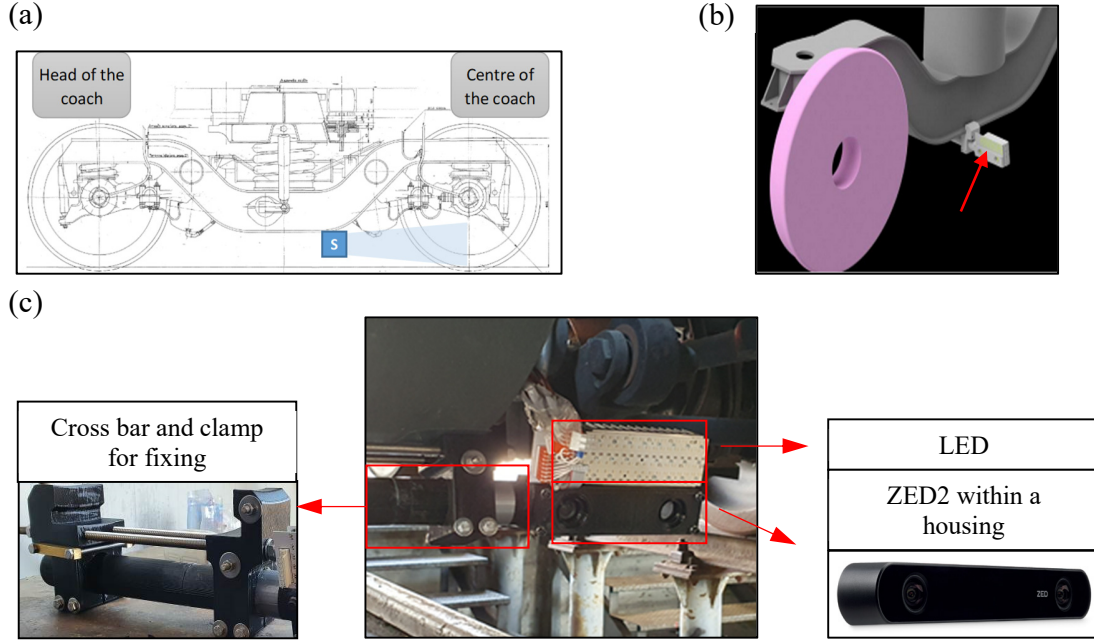 (a)
(b)
Head of the
coach
Centre of
the coach
S
(c)
Cross bar and clamp
for fixing
LED
ZED2 within a
housing
ZED